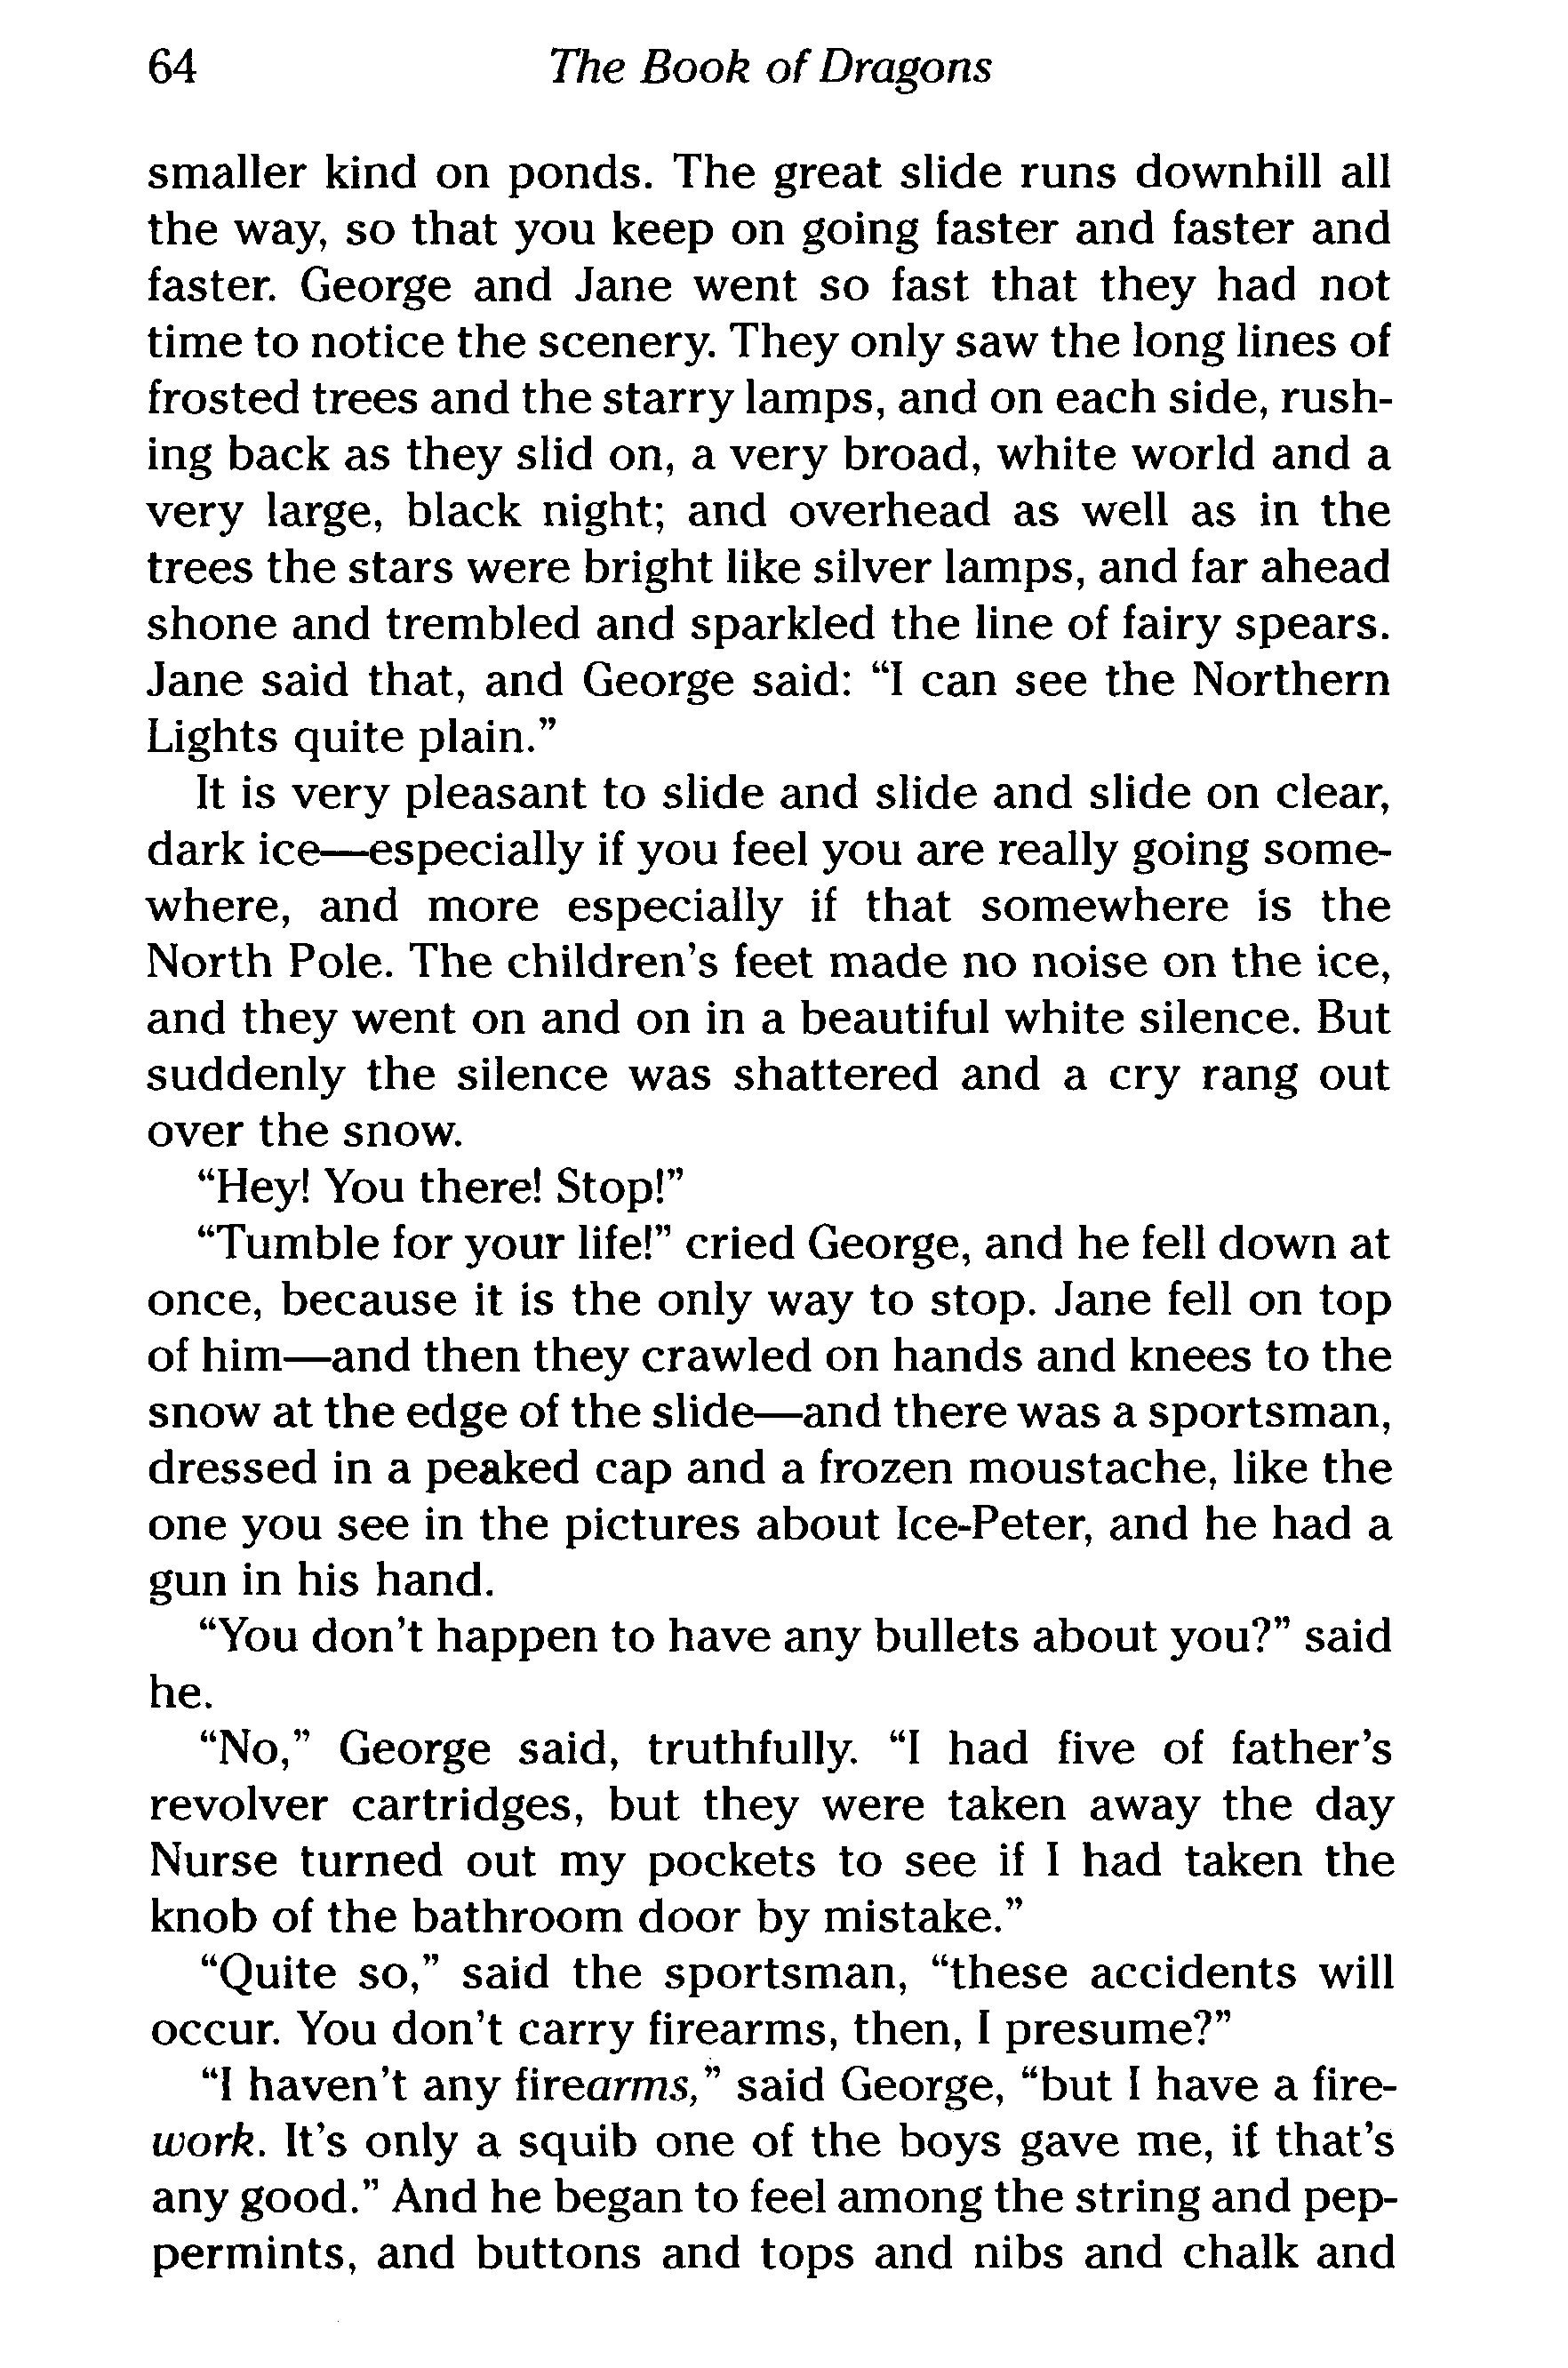 64 The Book of Dragons
smaller kind on ponds. The great slide runs downhill all
the way, so that you keep on going faster and faster and
faster. George and Jane went so fast that they had not
time to notice the scenery. They only saw the long lines of
frosted trees and the starry lamps, and on each side, rush-
ing back as they slid on, a very broad, white world and a
very large, black night; and overhead as well as in the
trees the stars were bright like silver lamps, and far ahead
shone and trembled and sparkled the line of fairy spears.
Jane said that, and George said: “I can see the Northern
Lights quite plain.”
It is very pleasant to slide and slide and slide on clear,
dark ice—especially if you feel you are really going some-
where, and more especially if that somewhere is the
North Pole. The children’s feet made no noise on the ice,
and they went on and on in a beautiful white silence. But
suddenly the silence was shattered and a cry rang out
over the snow.
“Hey! You there! Stop!”
“Tumble for your life!” cried George, and he fell down at
once, because it is the only way to stop. Jane fell on top
of him—and then they crawled on hands and knees to the
snow at the edge of the slide—and there was a sportsman,
dressed in a peaked cap and a frozen moustache, like the
one you see in the pictures about Ice-Peter, and he had a
gun in his hand.
“You don’t happen to have any bullets about you?” said
he.
“No,” George said, truthfully. “I had five of father’s
revolver cartridges, but they were taken away the day
Nurse turned out my pockets to see if I had taken the
knob of the bathroom door by mistake.”
“Quite so,” said the sportsman, “these accidents will
occur. You don’t carry firearms, then, I presume?”
“I haven’t any firearms,” said George, “but I have a fire-
work. It’s only a squib one of the boys gave me, if that’s
any good.” And he began to feel among the string and pep-
permints, and buttons and tops and nibs and chalk and